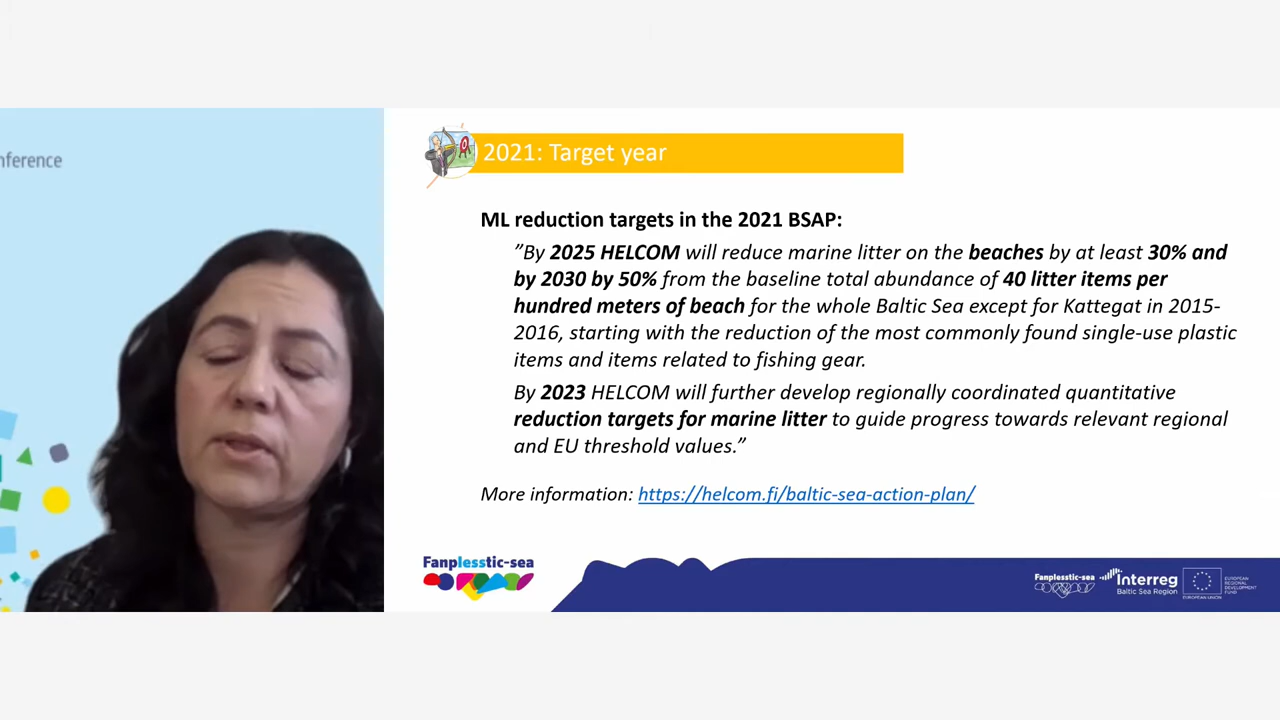 nference
2021: Target year
ML reduction targets in the 2021 BSAP:
”By 2025 HELCOM will reduce marine litter on the beaches by at least 30% and
by 2030 by 50% from the baseline total abundance of 40 litter items per
hundred meters of beach for the whole Baltic Sea except for Kattegat in 2015-
2016, starting with the reduction of the most commonly found single-use plastic
items and items related to fishing gear.
By 2023 HELCOM will further develop regionally coordinated quantitative
reduction targets for marine litter to guide progress towards relevant regional
and EU threshold values.”
More information: https://helcom.fi/baltic-sea-action-plan/
Fanplesstic-sea
Fanplesstic-sea
Interreg
Baltic Sea Region
EUROPEAN UNION
EUROPEAN
REGIONAL
DEVELOPMENT
FUND